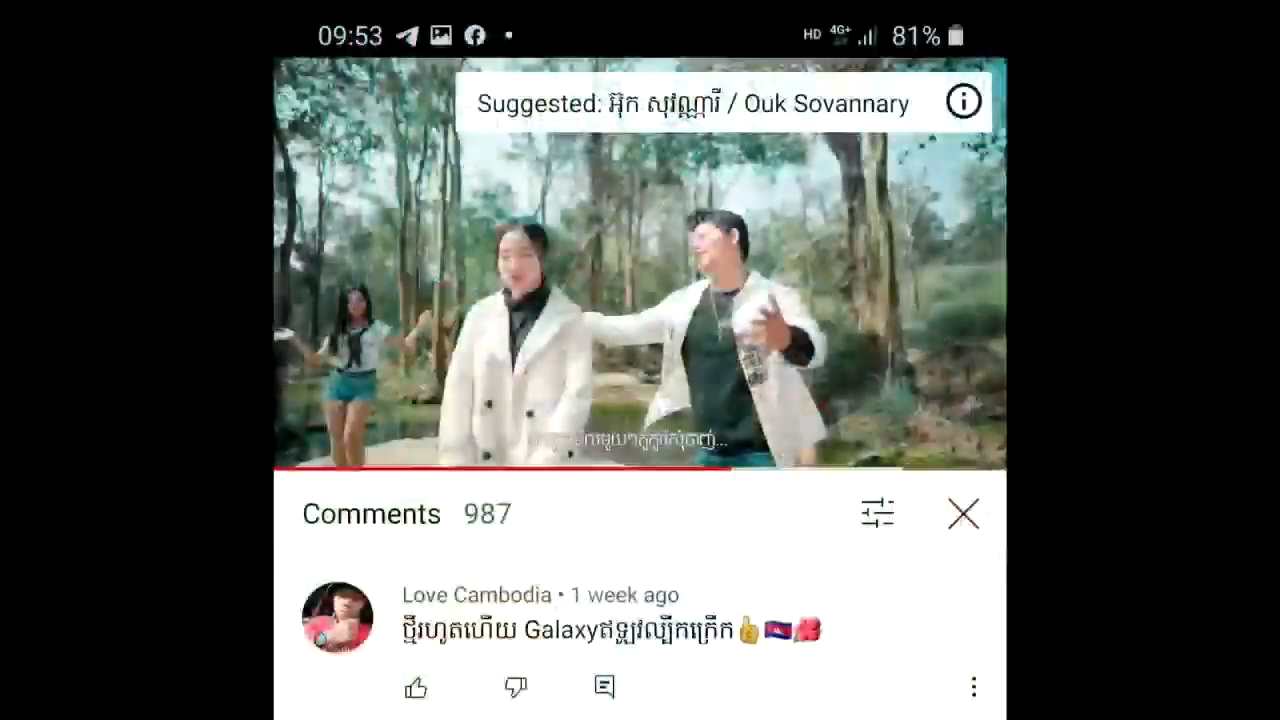 09:53
HD 4G+ 81%
Suggested: អ៊ុក សុវណ្ណារី / Ouk Sovannary
Comments 987
Love Cambodia • 1 week ago
ថ្មីរហូតហើយ Galaxyឥឡូវល្បីកក្រើក👍🇰🇭🌺